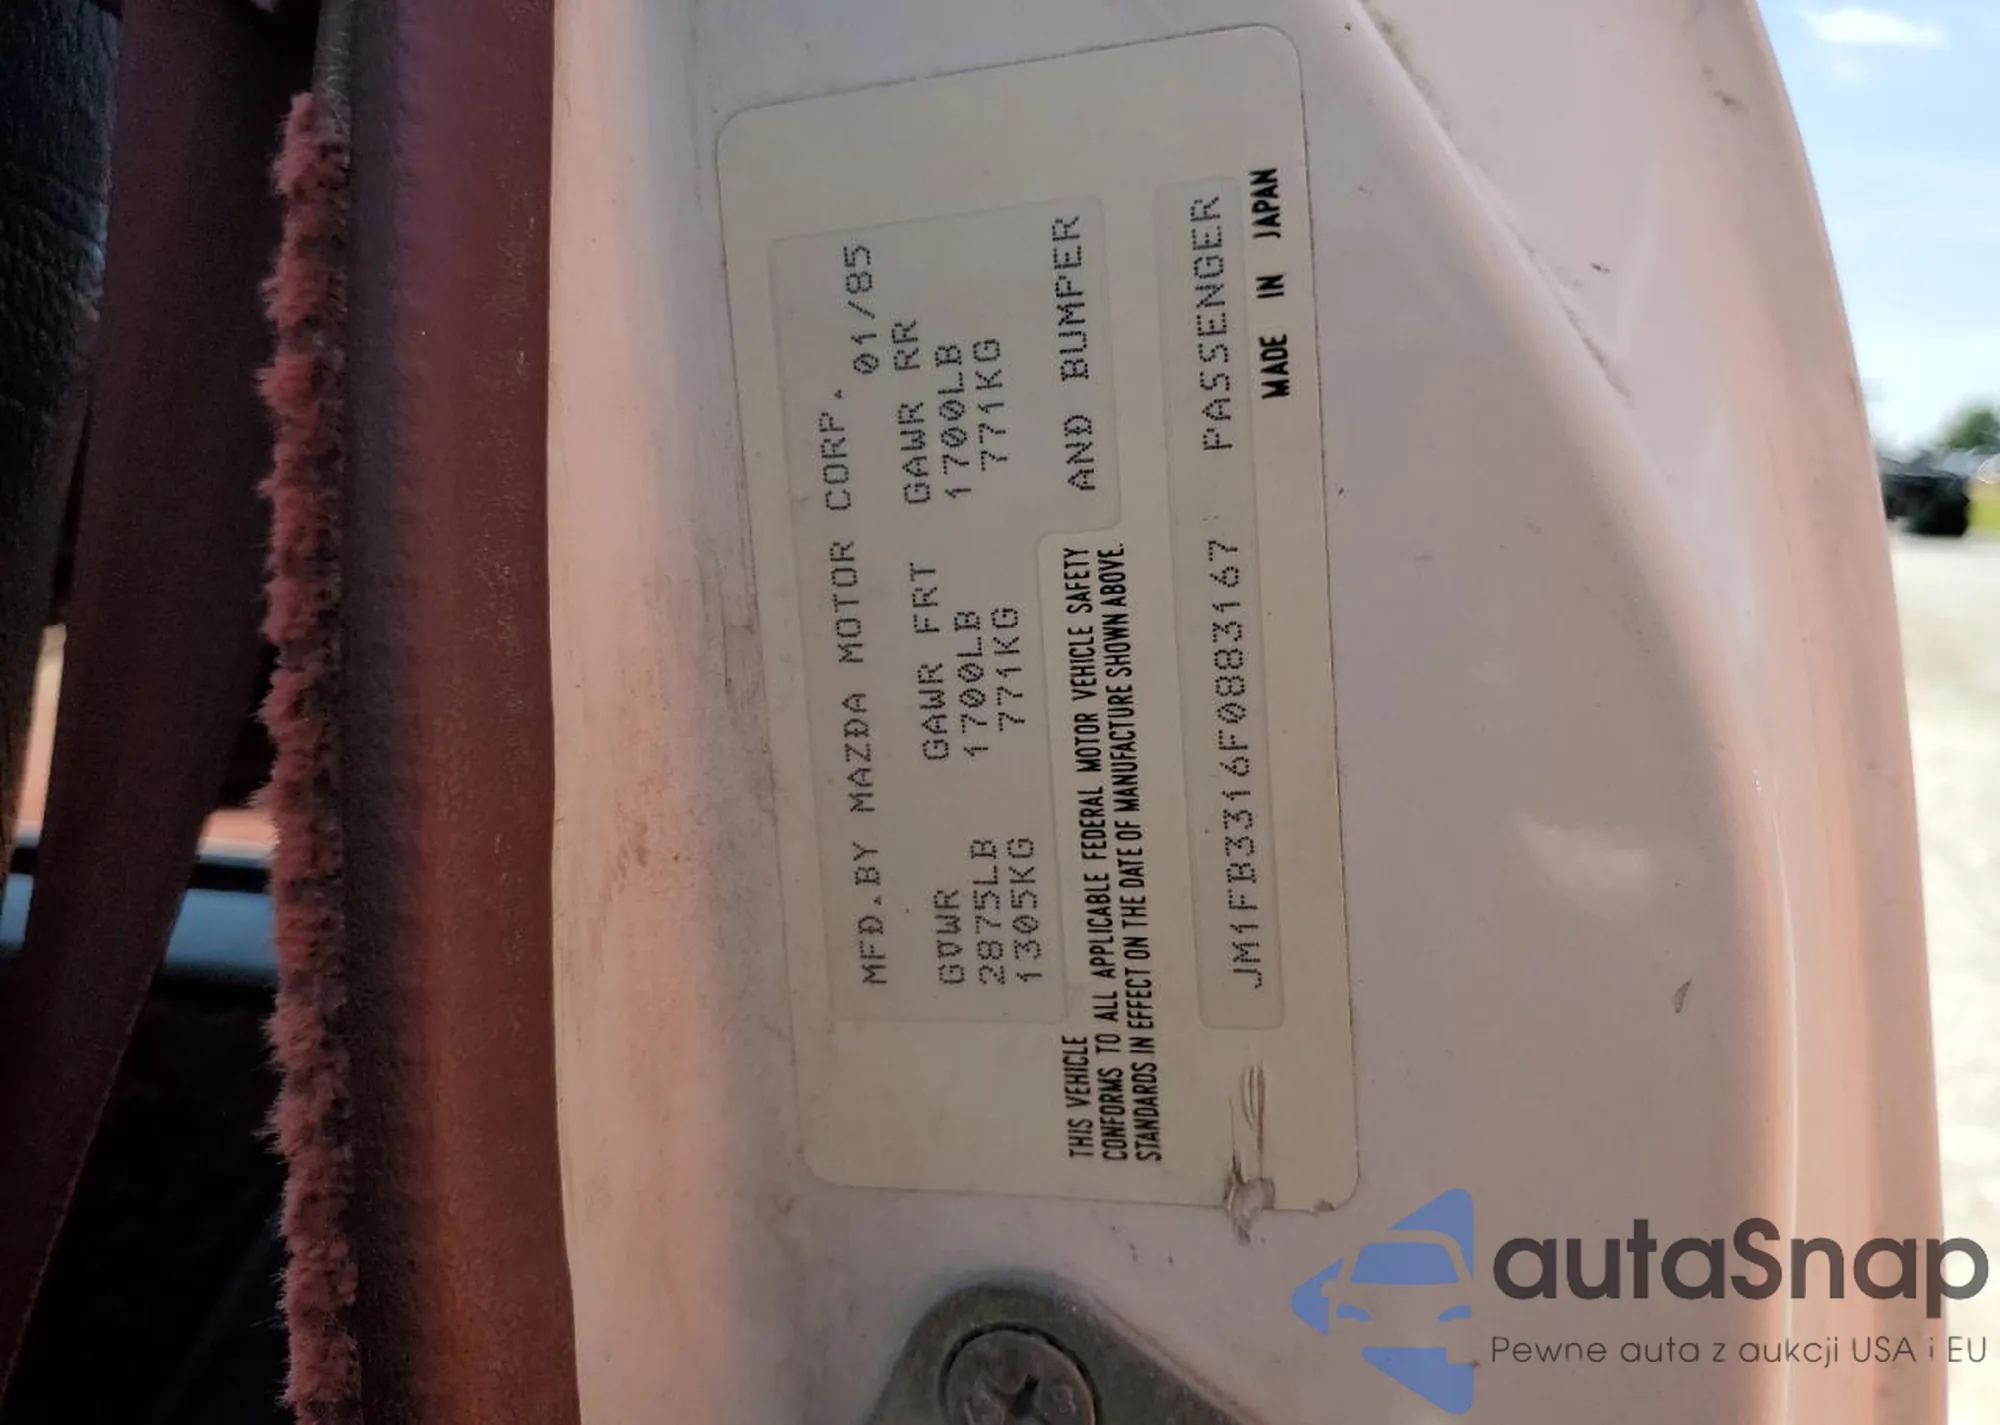 MFD.BY MAZDA MOTOR CORP. 01/85
GVWR GAWR FRT GAWR RR
2875LB 1700LB 1700LB
1305KG 771KG 771KG
THIS VEHICLE
CONFORMS TO ALL APPLICABLE FEDERAL MOTOR VEHICLE SAFETY AND BUMPER
STANDARDS IN EFFECT ON THE DATE OF MANUFACTURE SHOWN ABOVE.
JM1FB3316F0883167 PASSENGER
MADE IN JAPAN
autaSnap
Pewne auta z aukcji USA i EU